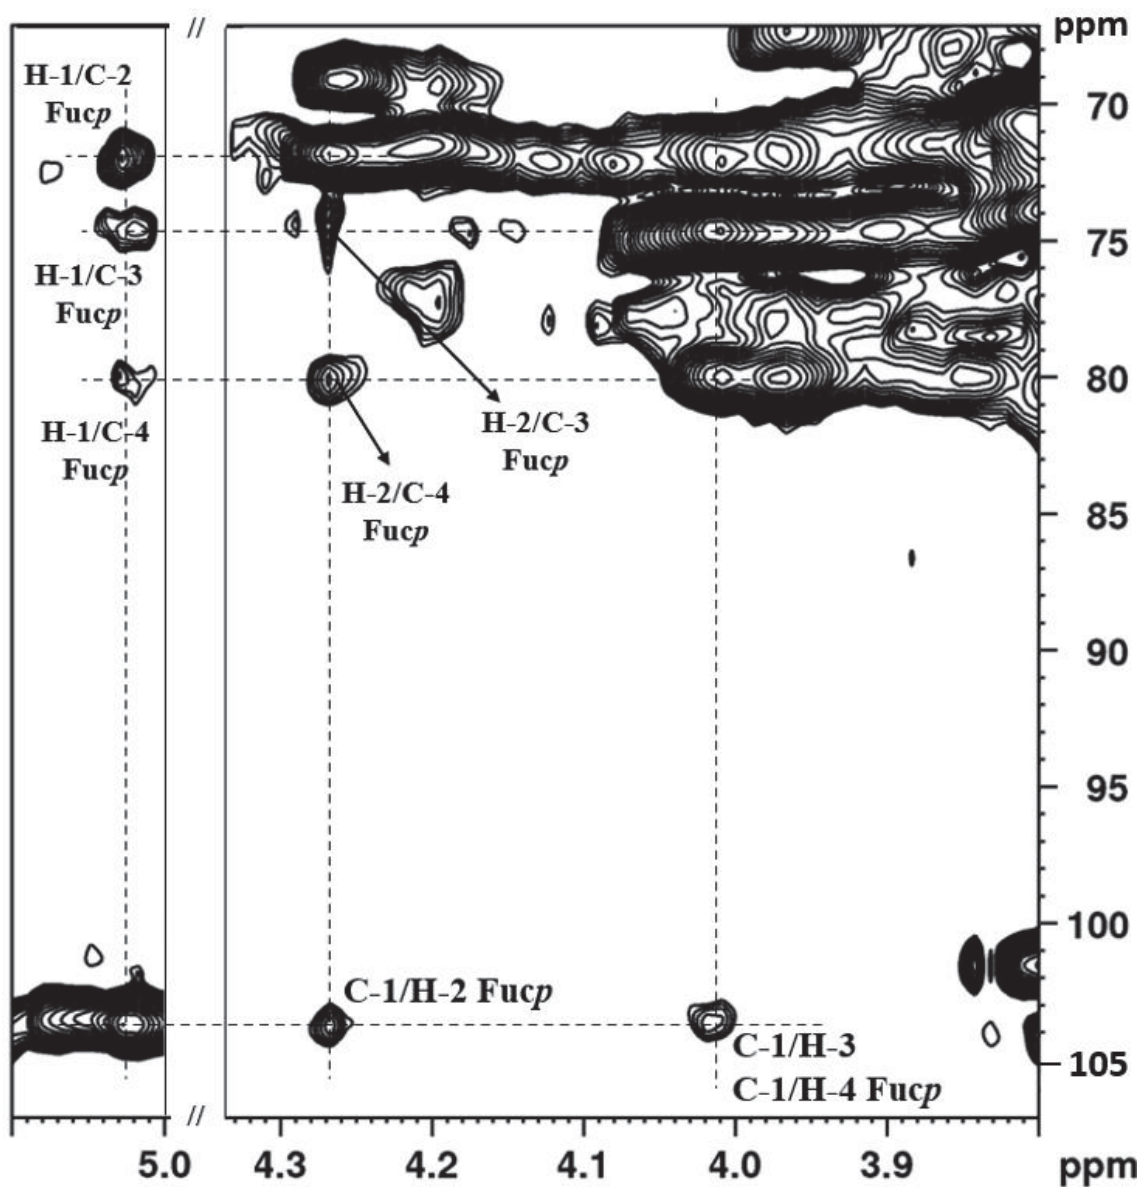 //
ppm
H-1/C-2
Fucp
70
75
H-1/C-3
Fucp
80
H-2/C-3
Fucp
H-1/C-4
Fucp
H-2/C-4
Fucp
85
90
95
100
C-1/H-2 Fucp
C-1/H-3
105
C-1/H-4 Fucp
//
5.0 4.3 4.2 4.1 4.0 3.9 ppm